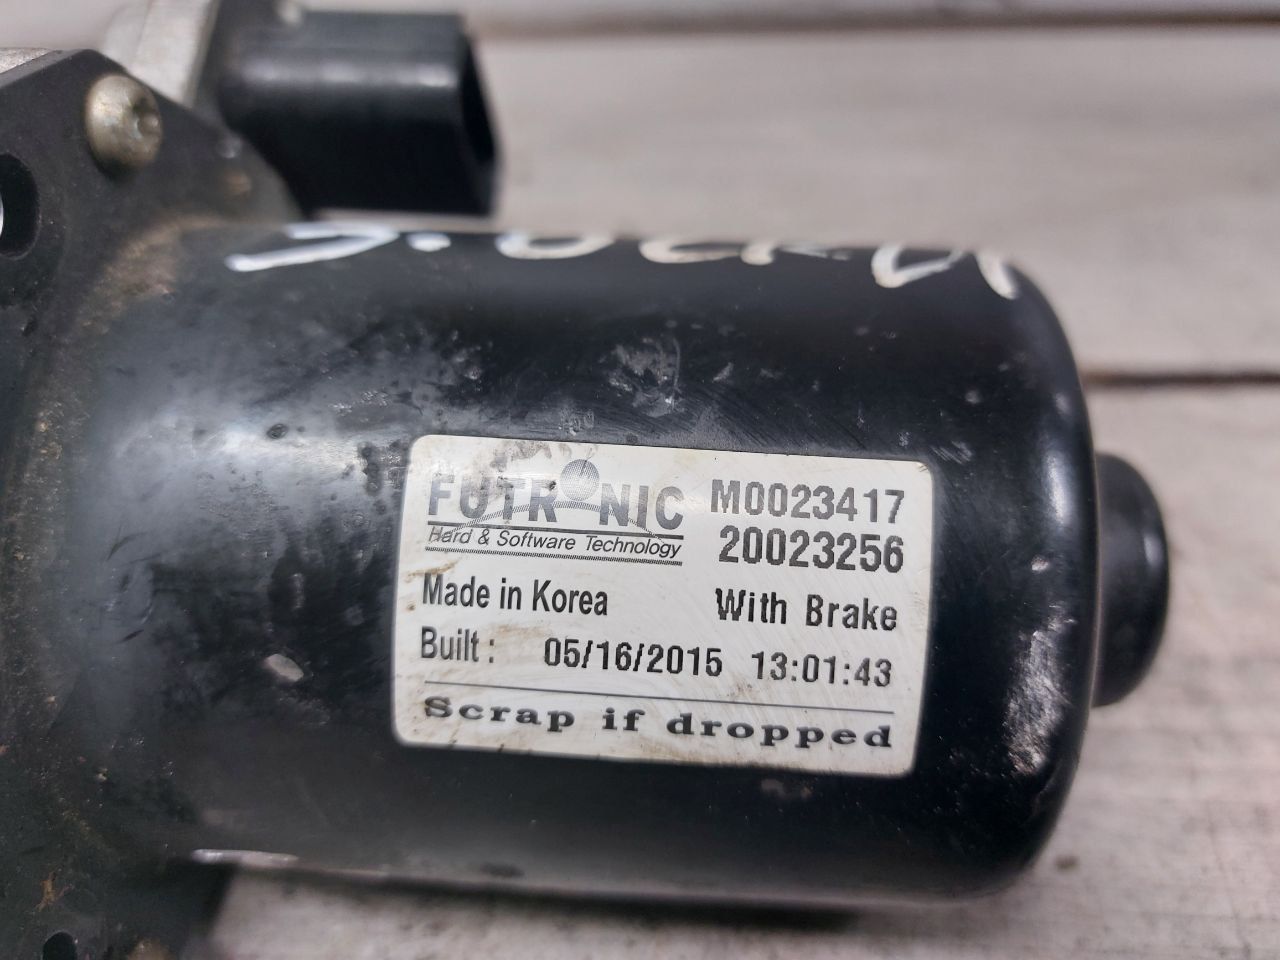 FUTRONIC
Hard & Software Technology
M0023417
20023256
Made in Korea
With Brake
Built : 05/16/2015 13:01:43
Scrap if dropped